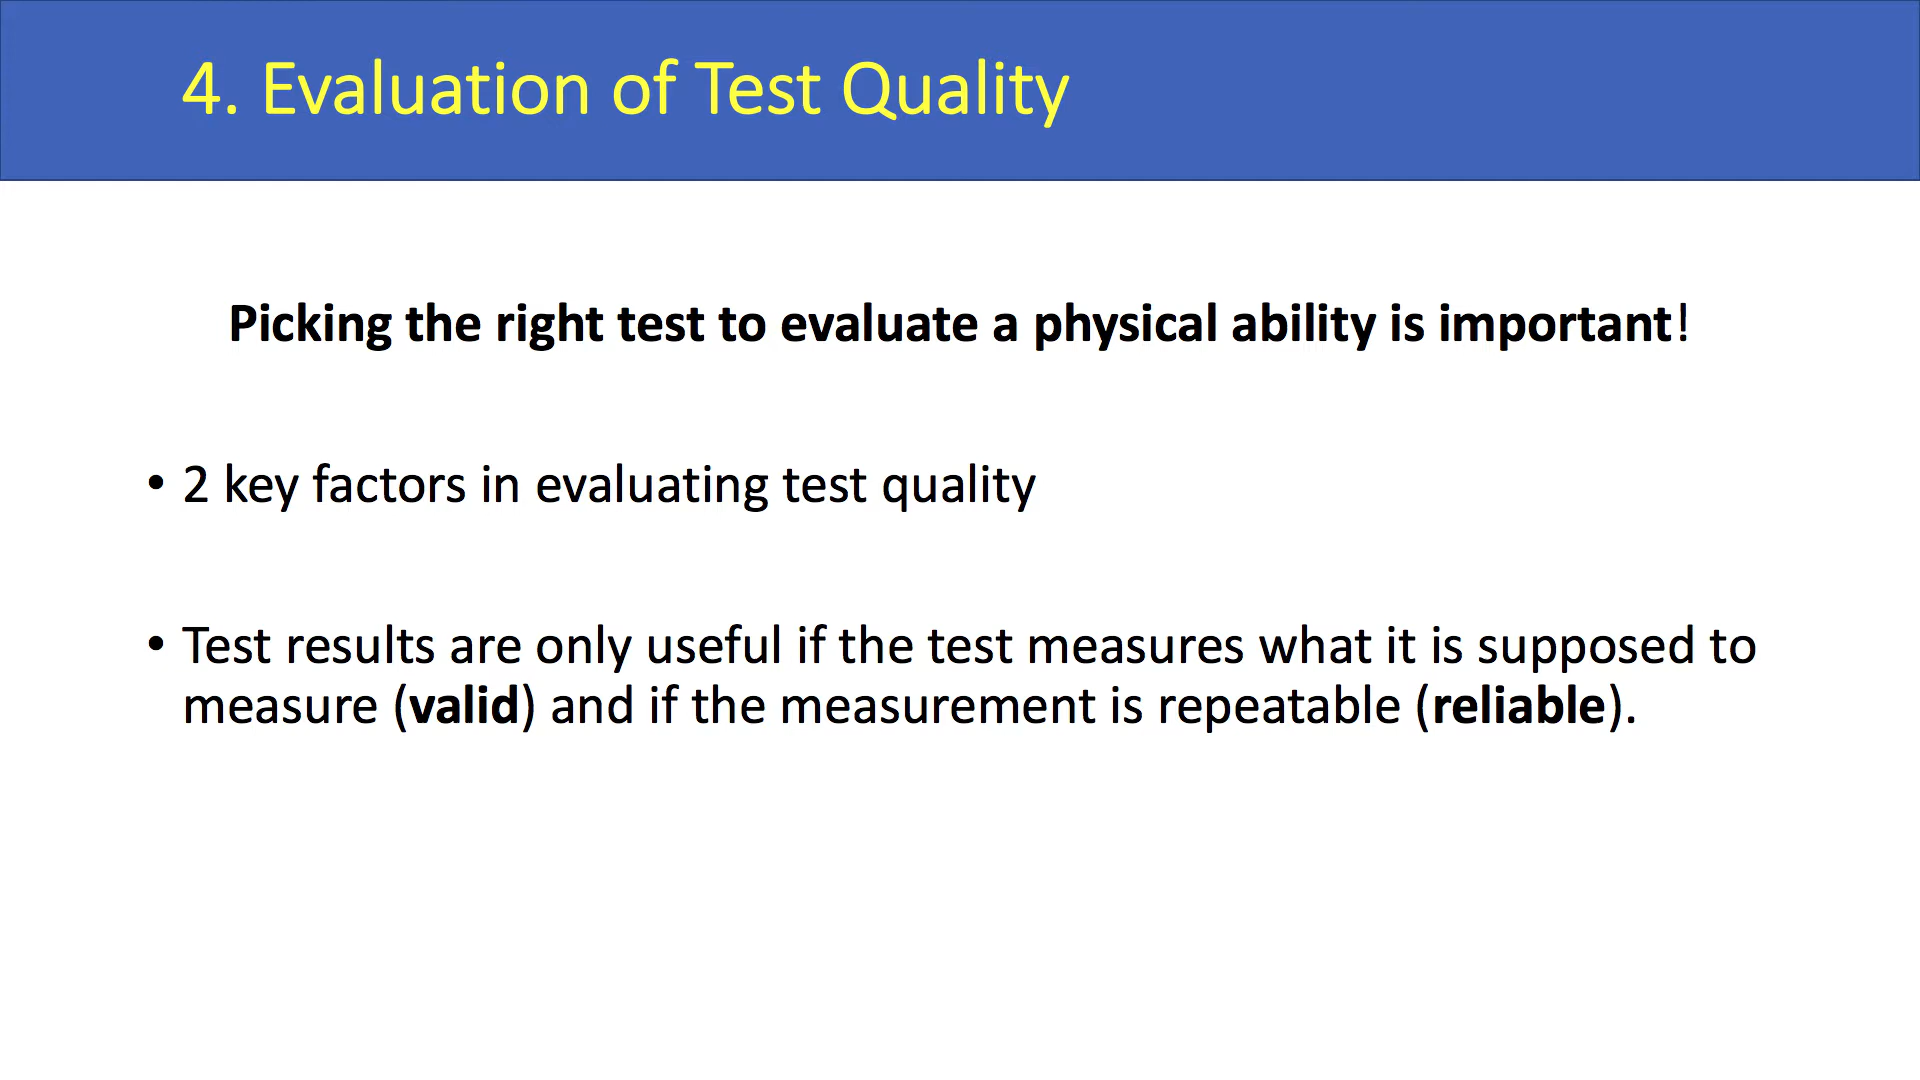 4. Evaluation of Test Quality
Picking the right test to evaluate a physical ability is important!
• 2 key factors in evaluating test quality
• Test results are only useful if the test measures what it is supposed to
measure (valid) and if the measurement is repeatable (reliable).